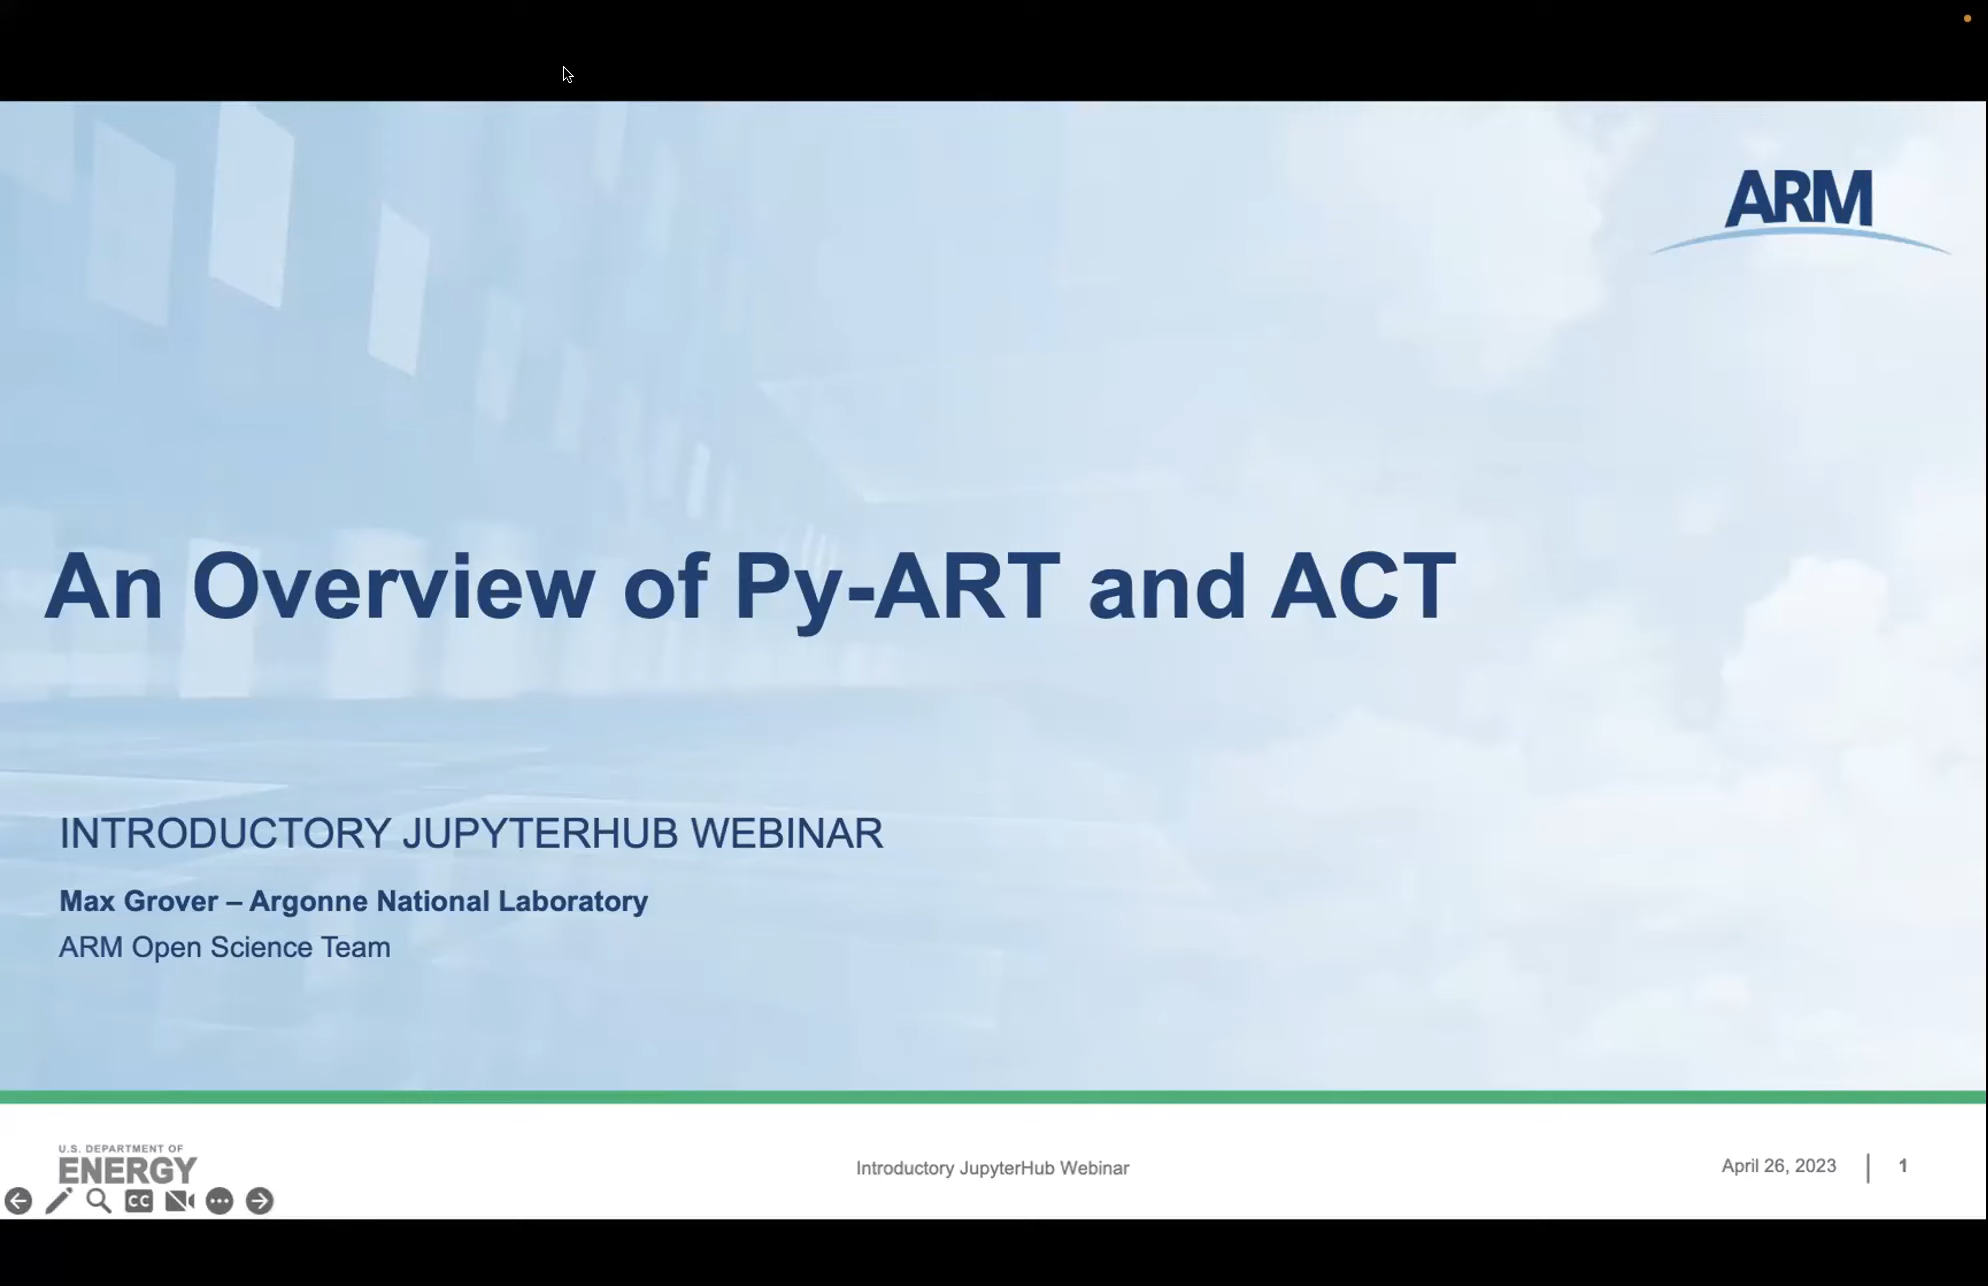 ARM
An Overview of Py-ART and ACT
INTRODUCTORY JUPYTERHUB WEBINAR
Max Grover – Argonne National Laboratory
ARM Open Science Team
U.S. DEPARTMENT OF
ENERGY
Introductory JupyterHub Webinar
April 26, 2023
1
CC